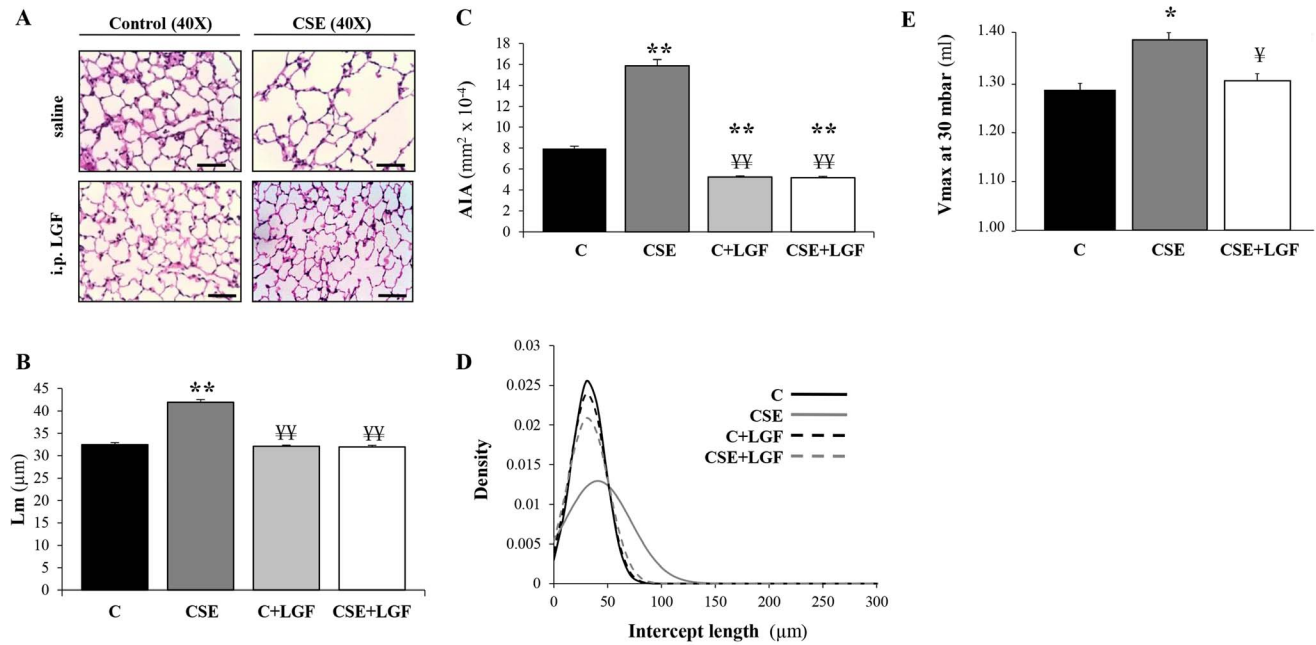 A
Control (40X)
CSE (40X)
saline
i.p. LGF
B
Lm (µm)
45
40
35
30
25
20
15
10
5
0
**
¥¥
¥¥
C
CSE
C+LGF
CSE+LGF
C
AIA (mm² x 10⁻⁴)
18
16
14
12
10
8
6
4
2
0
**
**
¥¥
**
¥¥
C
CSE
C+LGF
CSE+LGF
D
Density
0.03
0.025
0.02
0.015
0.01
0.005
0
C
CSE
C+LGF
CSE+LGF
0
50
100
150
200
250
300
Intercept length (µm)
E
Vmax at 30 mbar (ml)
1.40
1.30
1.20
1.10
1.00
*
¥
C
CSE
CSE+LGF